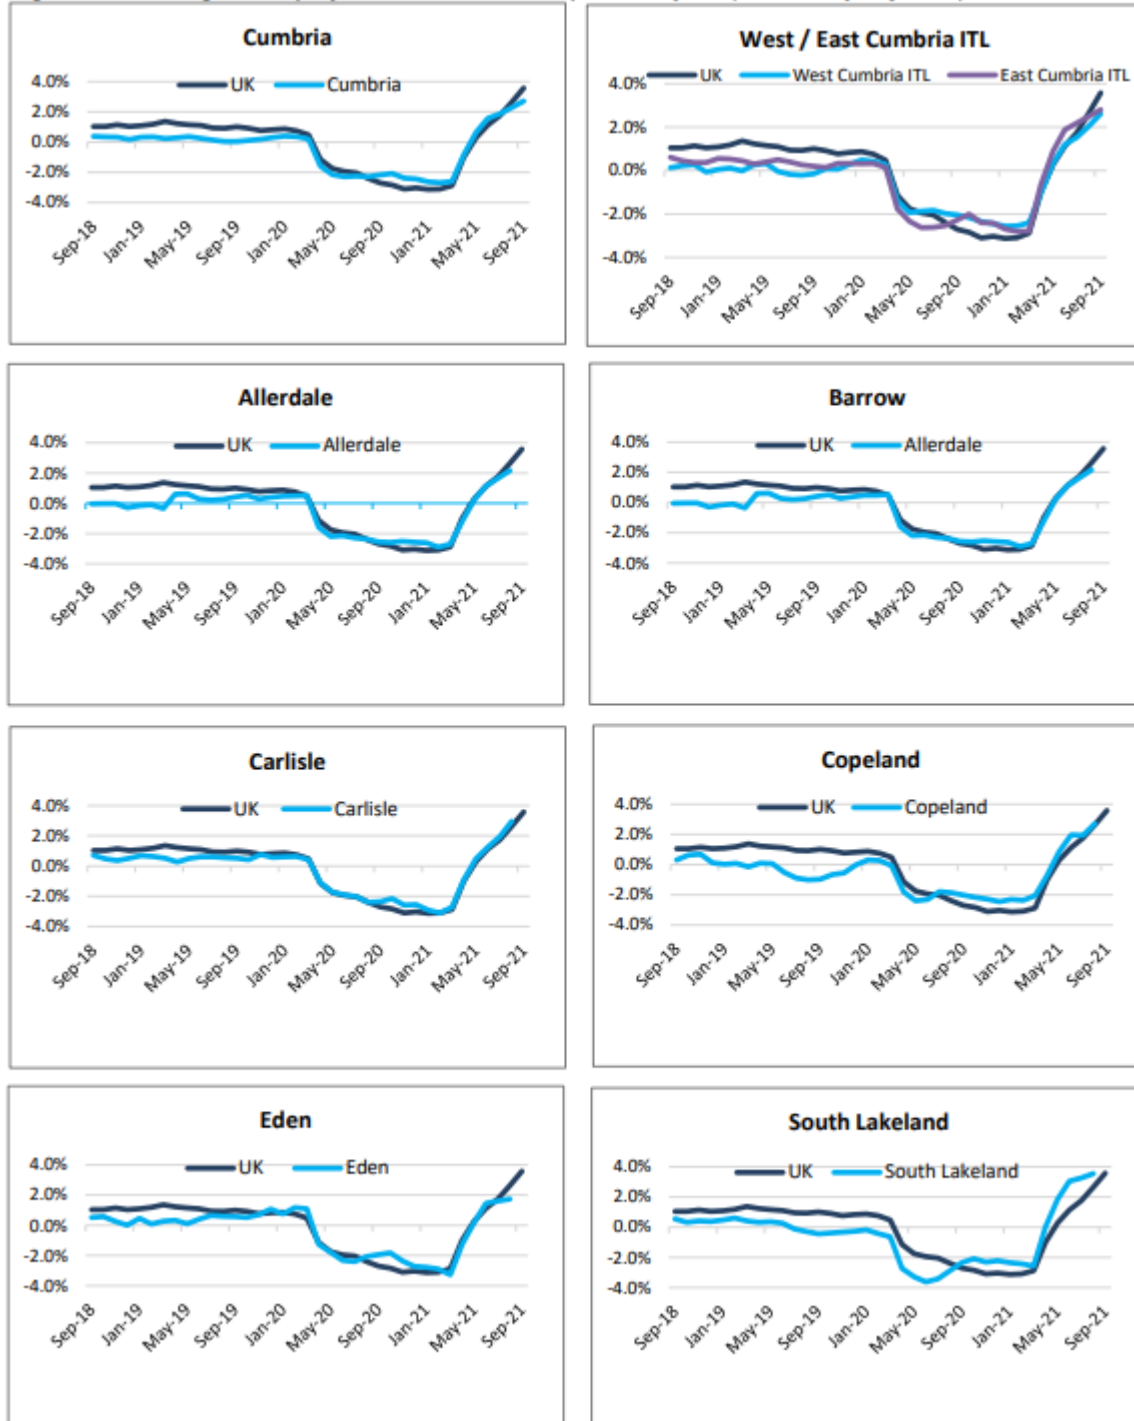 Cumbria
UK Cumbria
4.0%
2.0%
0.0%
-2.0%
-4.0%
Sep-18 Jan-19 May-19 Sep-19 Jan-20 May-20 Sep-20 Jan-21 May-21 Sep-21
West / East Cumbria ITL
UK West Cumbria ITL East Cumbria ITL
4.0%
2.0%
0.0%
-2.0%
-4.0%
Sep-18 Jan-19 May-19 Sep-19 Jan-20 May-20 Sep-20 Jan-21 May-21 Sep-21
Allerdale
UK Allerdale
4.0%
2.0%
0.0%
-2.0%
-4.0%
Sep-18 Jan-19 May-19 Sep-19 Jan-20 May-20 Sep-20 Jan-21 May-21 Sep-21
Barrow
UK Allerdale
4.0%
2.0%
0.0%
-2.0%
-4.0%
Sep-18 Jan-19 May-19 Sep-19 Jan-20 May-20 Sep-20 Jan-21 May-21 Sep-21
Carlisle
UK Carlisle
4.0%
2.0%
0.0%
-2.0%
-4.0%
Sep-18 Jan-19 May-19 Sep-19 Jan-20 May-20 Sep-20 Jan-21 May-21 Sep-21
Copeland
UK Copeland
4.0%
2.0%
0.0%
-2.0%
-4.0%
Sep-18 Jan-19 May-19 Sep-19 Jan-20 May-20 Sep-20 Jan-21 May-21 Sep-21
Eden
UK Eden
4.0%
2.0%
0.0%
-2.0%
-4.0%
Sep-18 Jan-19 May-19 Sep-19 Jan-20 May-20 Sep-20 Jan-21 May-21 Sep-21
South Lakeland
UK South Lakeland
4.0%
2.0%
0.0%
-2.0%
-4.0%
Sep-18 Jan-19 May-19 Sep-19 Jan-20 May-20 Sep-20 Jan-21 May-21 Sep-21